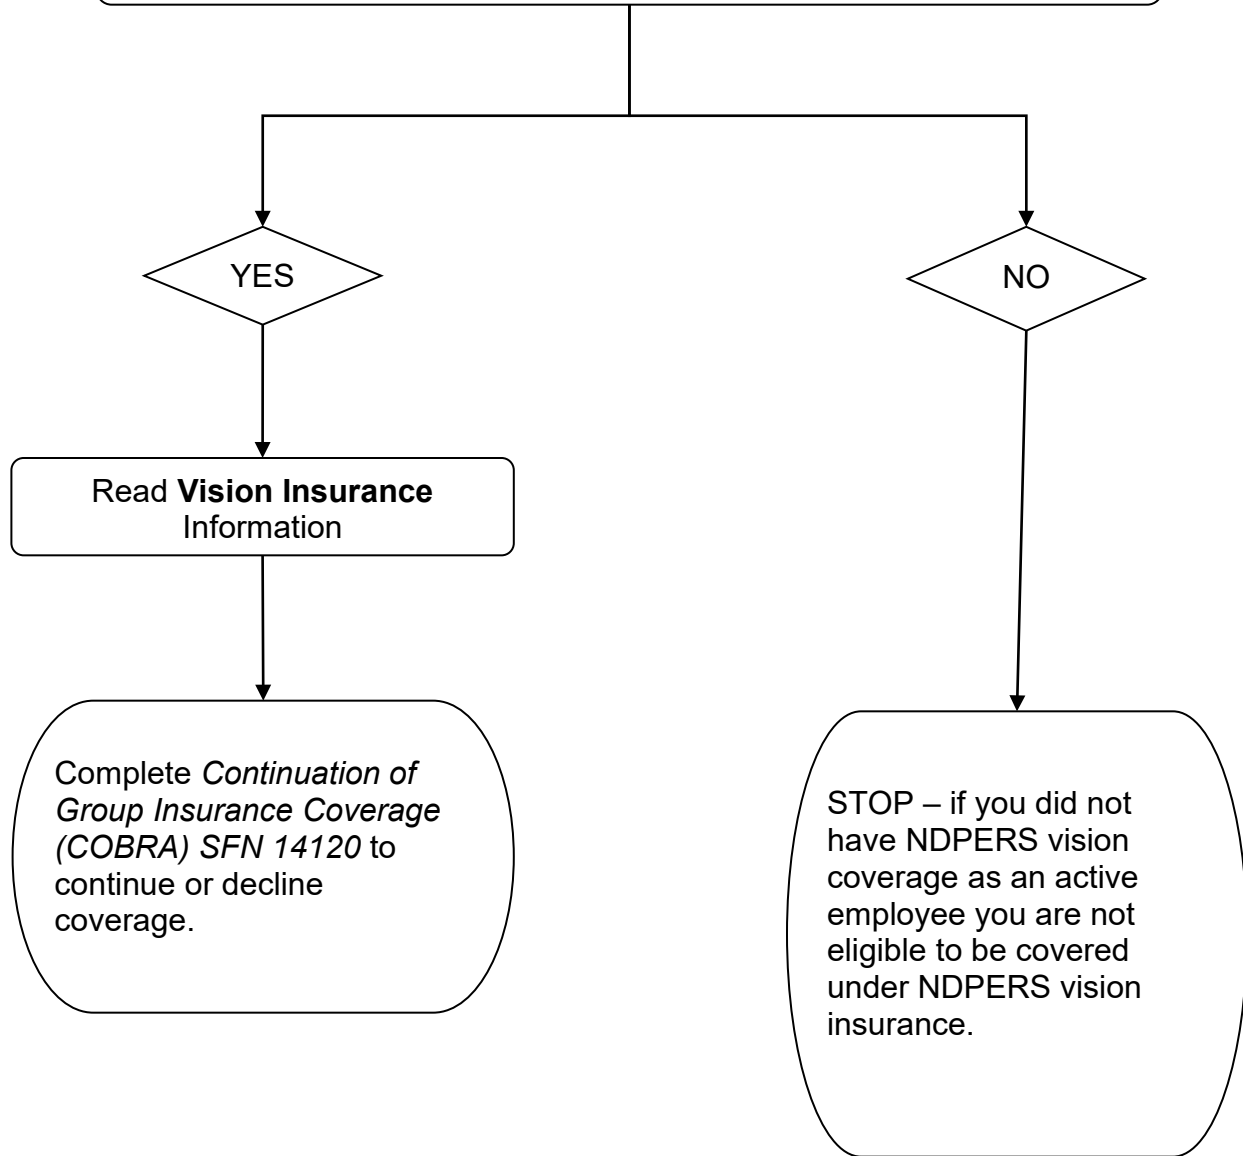 YES
NO
Read Vision Insurance
Information
Complete Continuation of
Group Insurance Coverage
(COBRA) SFN 14120 to
continue or decline
coverage.
STOP – if you did not
have NDPERS vision
coverage as an active
employee you are not
eligible to be covered
under NDPERS vision
insurance.